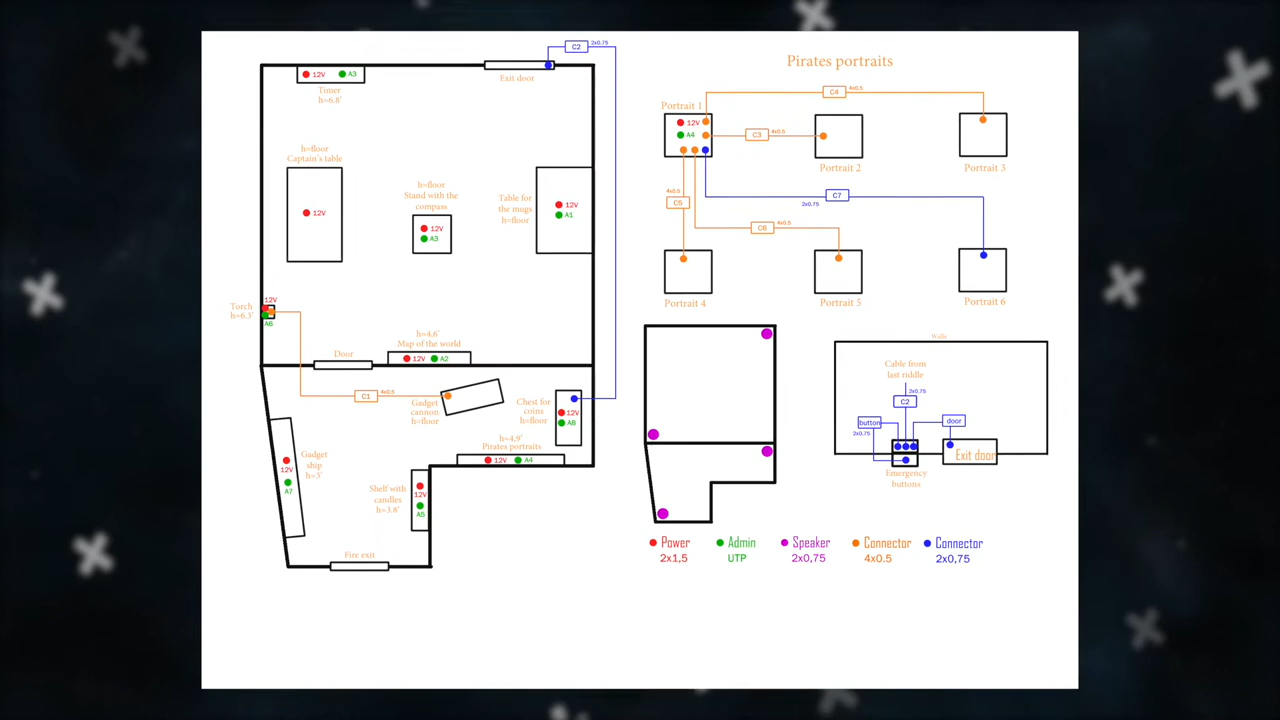 C2
2x0.75
12V
A3
Timer
h=6.8'
Exit door
h=floor
Captain's table
12V
h=floor
Stand with the
compass
12V
A3
Table for
the mugs
h=floor
12V
A1
Torch
h=6.3'
12V
A6
Door
h=4,6'
Map of the world
12V
A2
C1
4x0.5
Gadget
cannon
h=floor
Chest for
coins
h=floor
12V
A8
h=4,9'
Pirates portraits
12V
A4
Gadget
ship
h=3'
12V
A7
Shelf with
candles
h=3.8'
12V
A5
Fire exit
Pirates portraits
Portrait 1
12V
A4
C4
4x0.5
C3
4x0.5
Portrait 2
Portrait 3
4x0.5
C5
C7
2x0.75
C6
4x0.5
Portrait 4
Portrait 5
Portrait 6
Walls
Cable from
last riddle
2x0.75
C2
button
2x0.75
door
Exit door
Emergency
buttons
Power
2x1,5
Admin
UTP
Speaker
2x0,75
Connector
4x0.5
Connector
2x0,75